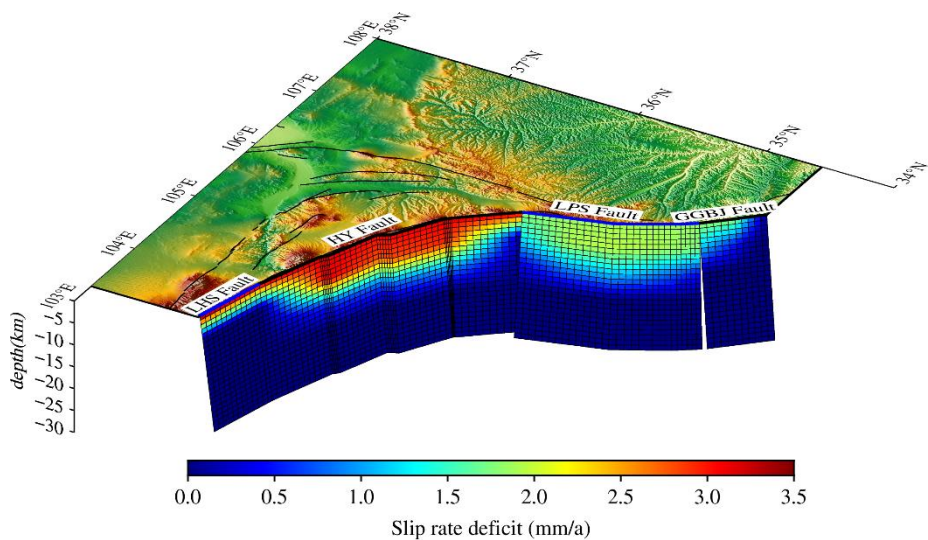 108°E
38°N
107°E
37°N
106°E
36°N
105°E
35°N
104°E
34°N
103°E
LPS Fault
GGBJ Fault
HY Fault
LHS Fault
depth(km)
−5
−10
−15
−20
−25
−30
0.0 0.5 1.0 1.5 2.0 2.5 3.0 3.5
Slip rate deficit (mm/a)